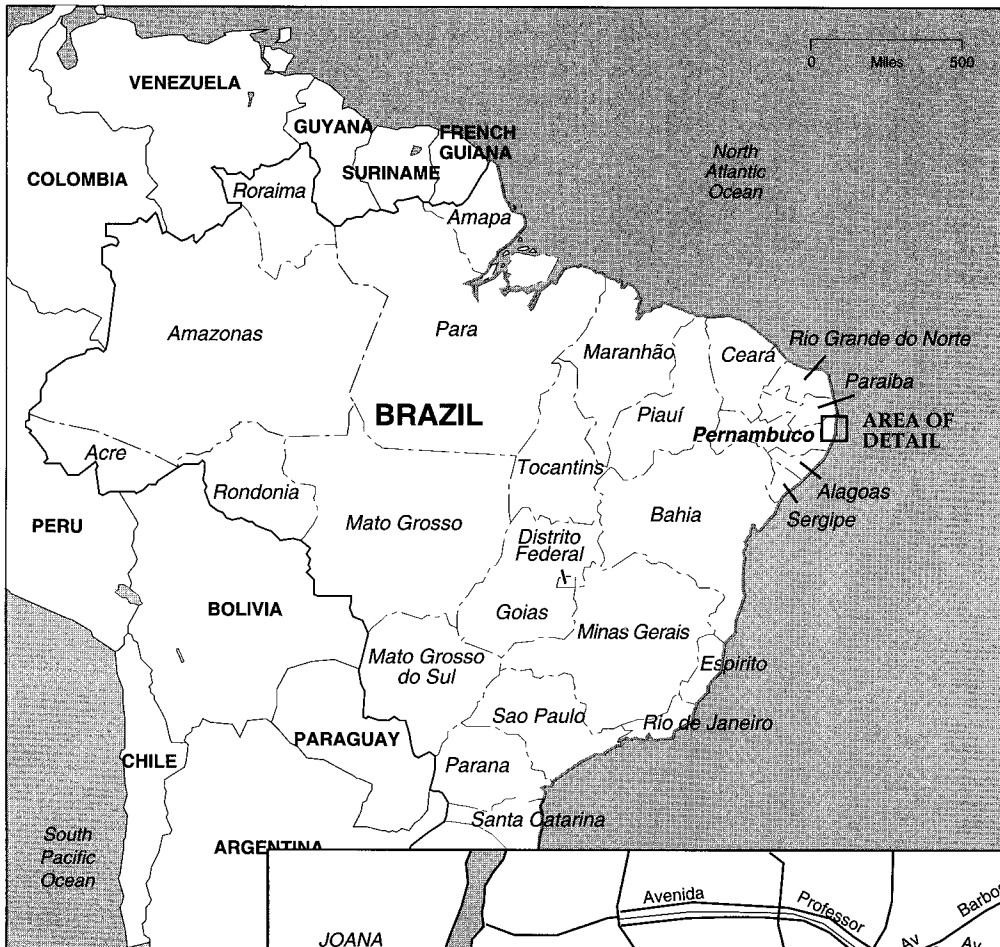 0 Miles 500
VENEZUELA
GUYANA
FRENCH
GUIANA
SURINAME
COLOMBIA
North
Atlantic
Ocean
Roraima
Amapa
Amazonas
Para
Maranhão
Ceará
Rio Grande do Norte
Paraiba
BRAZIL
Piauí
Pernambuco
AREA OF
DETAIL
Acre
Tocantins
Rondonia
Alagoas
Sergipe
PERU
Mato Grosso
Bahia
Distrito
Federal
BOLIVIA
Goias
Minas Gerais
Mato Grosso
do Sul
Espirito
Sao Paulo
Rio de Janeiro
PARAGUAY
CHILE
Parana
Santa Catarina
South
Pacific
Ocean
ARGENTINA
Avenida
Professor
Barbo
JOANA
Av
Av